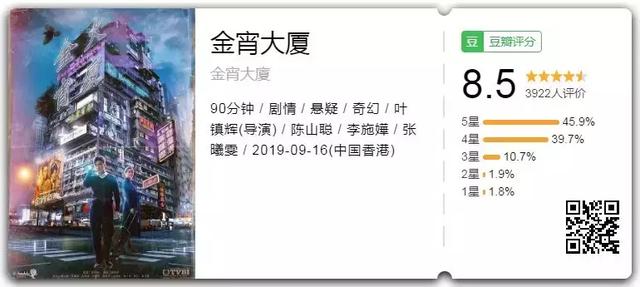 金宵大厦
金宵大厦
90分钟 / 剧情 / 悬疑 / 奇幻 / 叶
镇辉(导演) / 陈山聪 / 李施嬅 / 张
曦雯 / 2019-09-16(中国香港)
豆 豆瓣评分
8.5
3922人评价
5星 45.9%
4星 39.7%
3星 10.7%
2星 1.9%
1星 1.8%
TVB